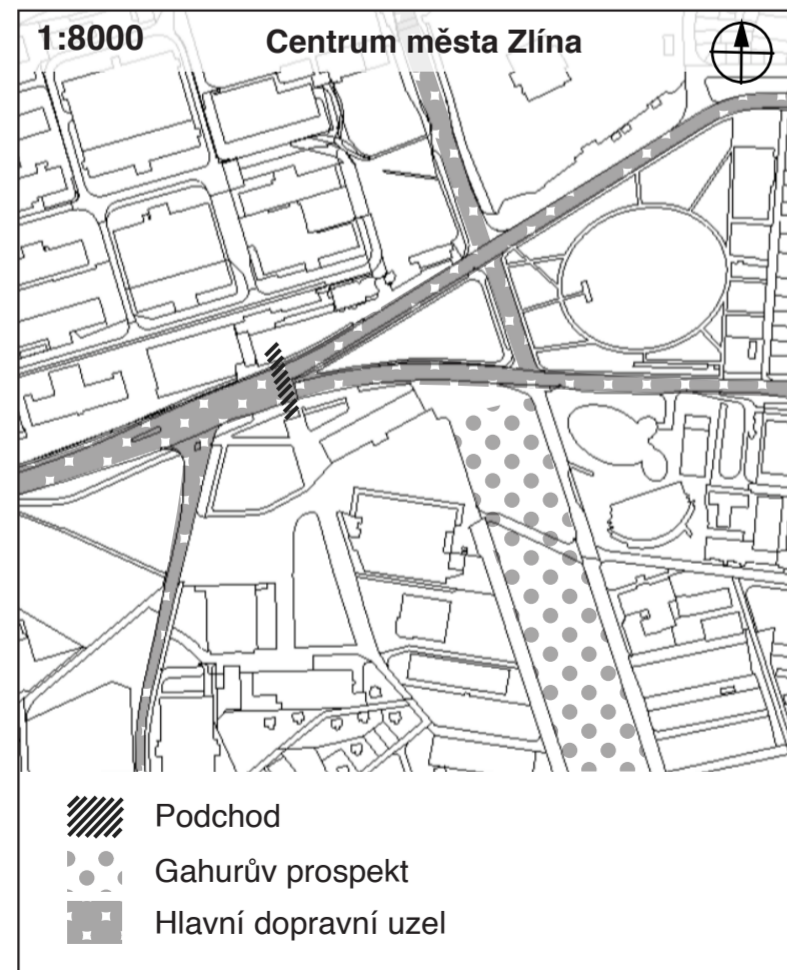 1:8000
Centrum města Zlína
Podchod
Gahurův prospekt
Hlavní dopravní uzel